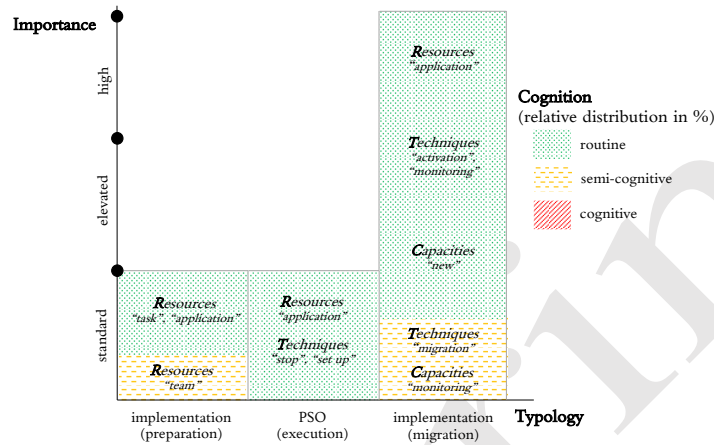 Importance
high
elevated
standard
Resources
"application"
Techniques
"activation",
"monitoring"
Capacities
"new"
Techniques
"migration"
Capacities
"monitoring"
Resources
"task", "application"
Resources
"team"
Resources
"application"
Techniques
"stop", "set up"
implementation
(preparation)
PSO
(execution)
implementation
(migration)
Typology
Cognition
(relative distribution in %)
routine
semi-cognitive
cognitive